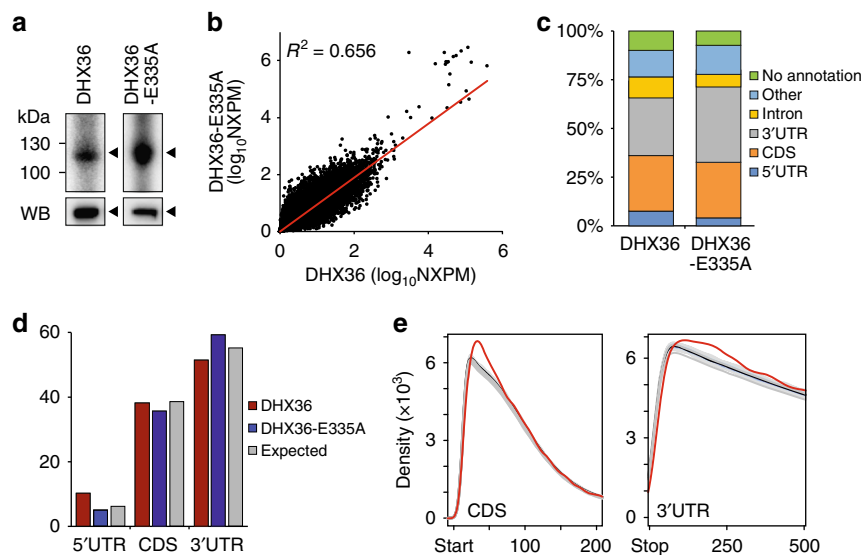 a
DHX36
DHX36
-E335A
kDa
130
100
WB
b
R² = 0.656
DHX36-E335A
(log₁₀NXPM)
6
4
2
0
0
2
4
6
DHX36 (log₁₀NXPM)
c
100%
75%
50%
25%
0%
DHX36
DHX36
-E335A
No annotation
Other
Intron
3′UTR
CDS
5′UTR
d
60
40
20
0
5′UTR
CDS
3′UTR
DHX36
DHX36-E335A
Expected
e
Density (×10³)
6
3
0
CDS
Start
100
200
6
3
0
3′UTR
Stop
250
500